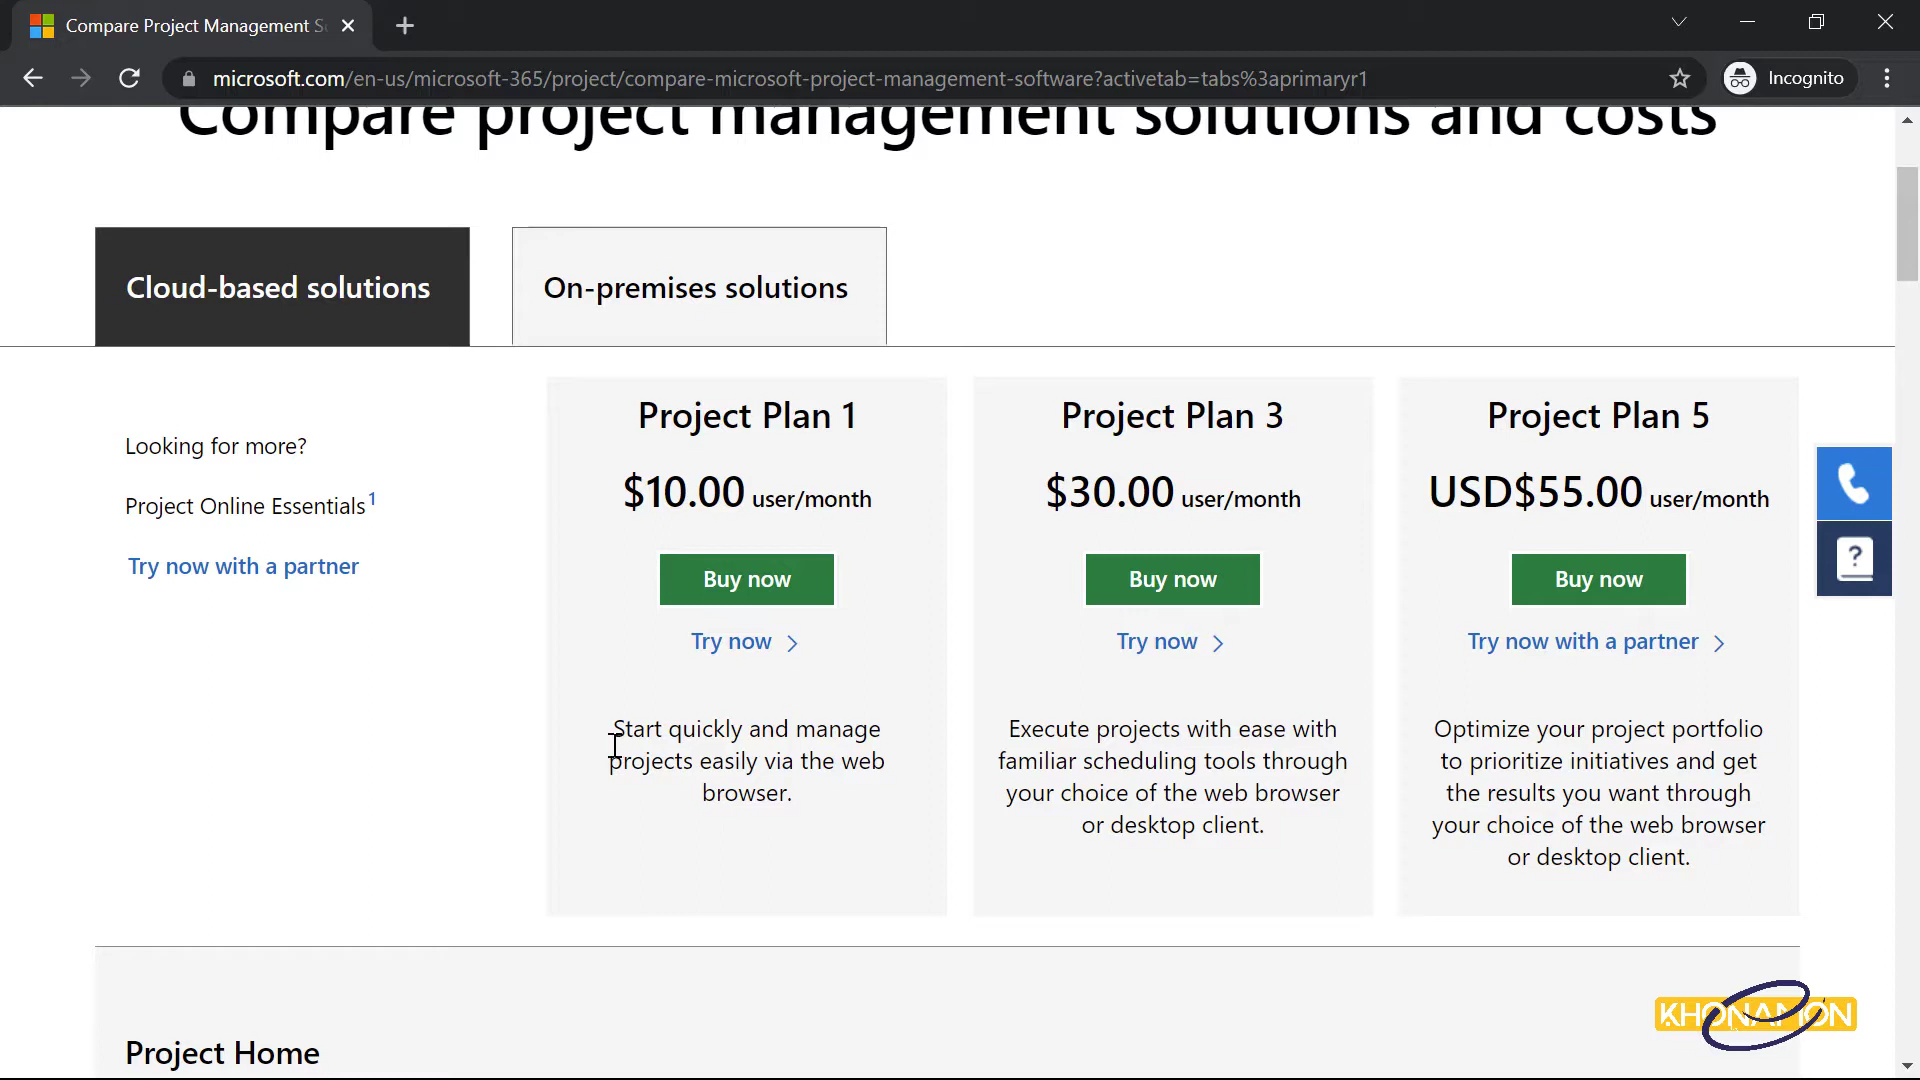 Compare Project Management S
microsoft.com/en-us/microsoft-365/project/compare-microsoft-project-management-software?activetab=tabs%3aprimaryr1
Incognito
Compare project management solutions and costs
Cloud-based solutions
On-premises solutions
Looking for more?
Project Online Essentials1
Try now with a partner
Project Plan 1
$10.00 user/month
Buy now
Try now
Start quickly and manage
projects easily via the web
browser.
Project Plan 3
$30.00 user/month
Buy now
Try now
Execute projects with ease with
familiar scheduling tools through
your choice of the web browser
or desktop client.
Project Plan 5
USD$55.00 user/month
Buy now
Try now with a partner
Optimize your project portfolio
to prioritize initiatives and get
the results you want through
your choice of the web browser
or desktop client.
?
Project Home
KHONAMON